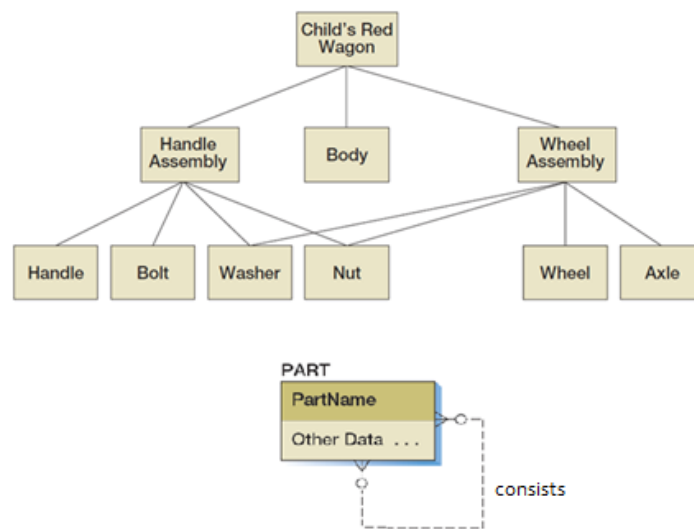 Child's Red
Wagon
Handle
Assembly
Body
Wheel
Assembly
Handle
Bolt
Washer
Nut
Wheel
Axle
PART
PartName
Other Data ...
consists